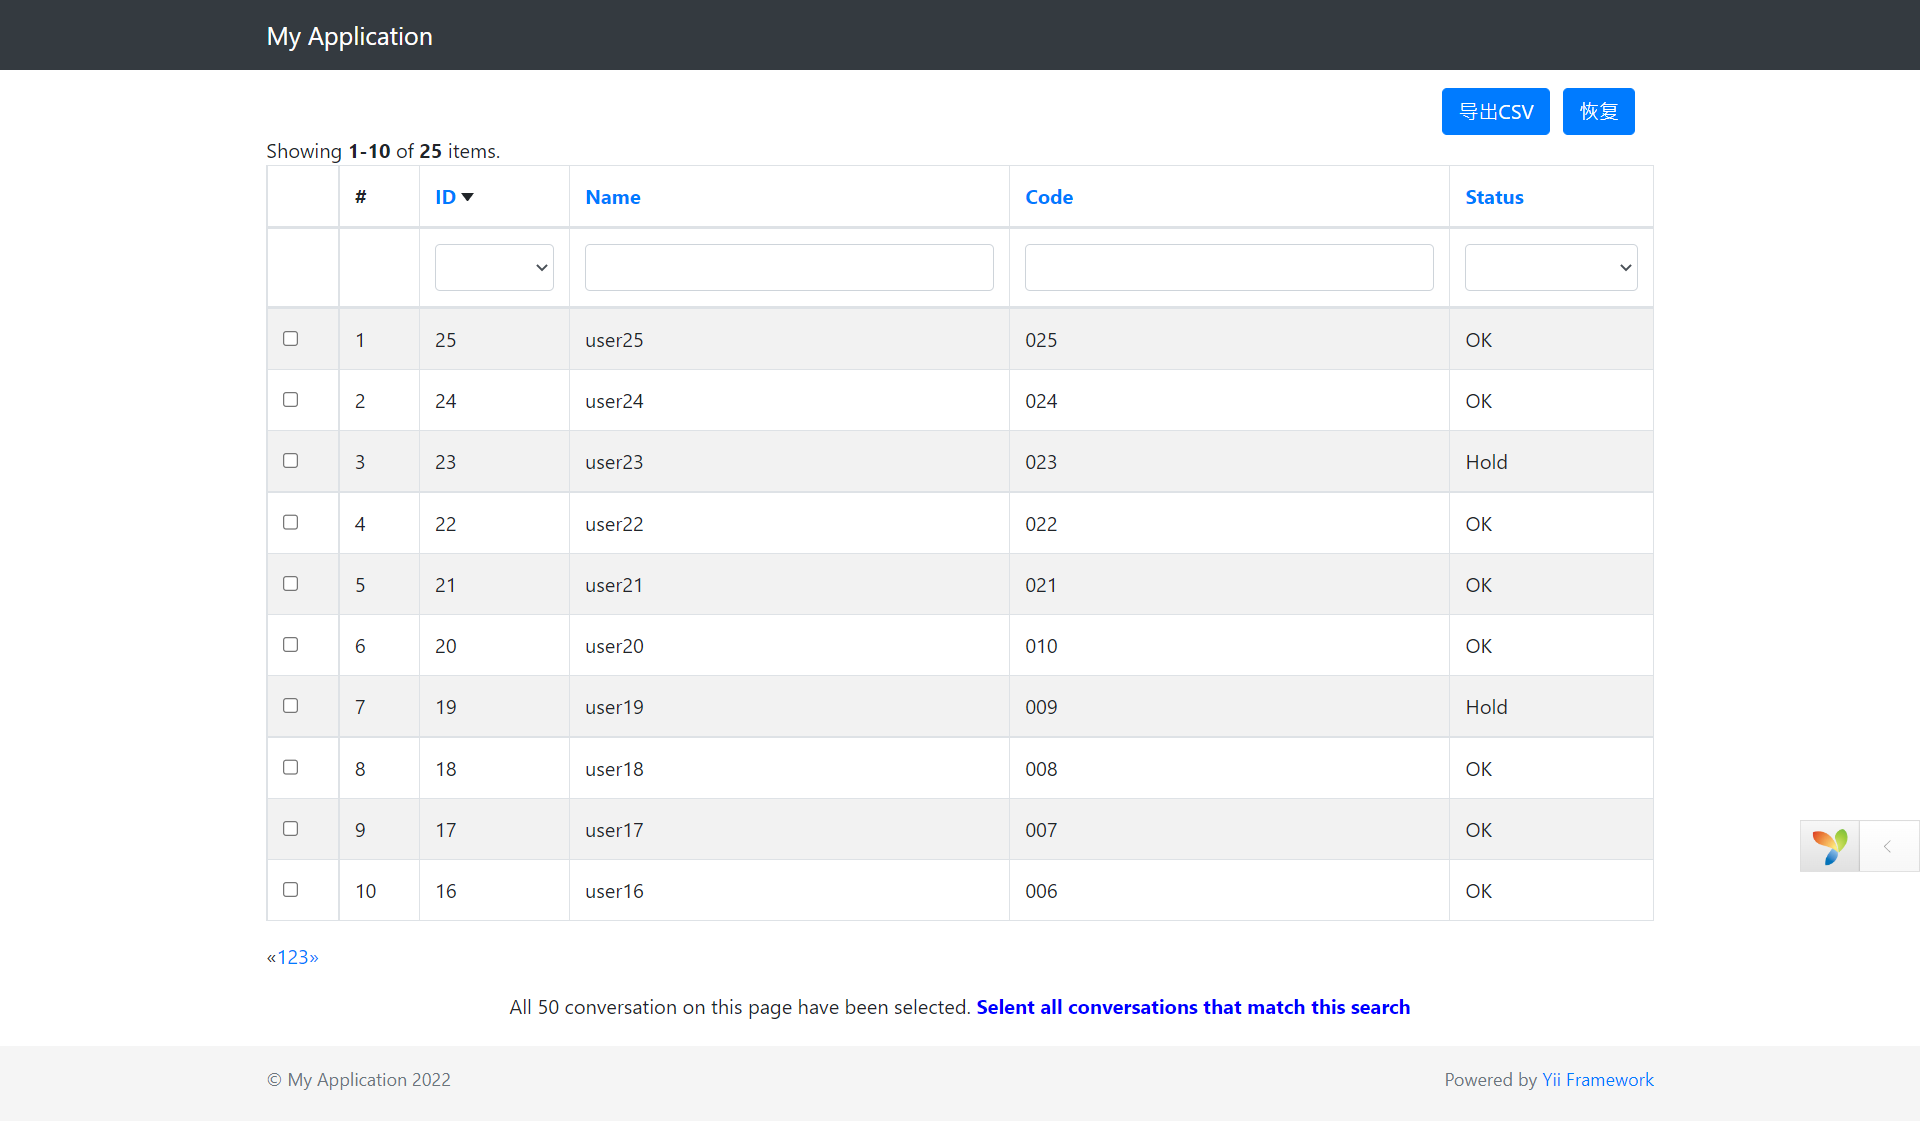 My Application
导出CSV 恢复
Showing 1-10 of 25 items.
# ID Name Code Status
1 25 user25 025 OK
2 24 user24 024 OK
3 23 user23 023 Hold
4 22 user22 022 OK
5 21 user21 021 OK
6 20 user20 010 OK
7 19 user19 009 Hold
8 18 user18 008 OK
9 17 user17 007 OK
10 16 user16 006 OK
«123»
All 50 conversation on this page have been selected. Selent all conversations that match this search
© My Application 2022 Powered by Yii Framework